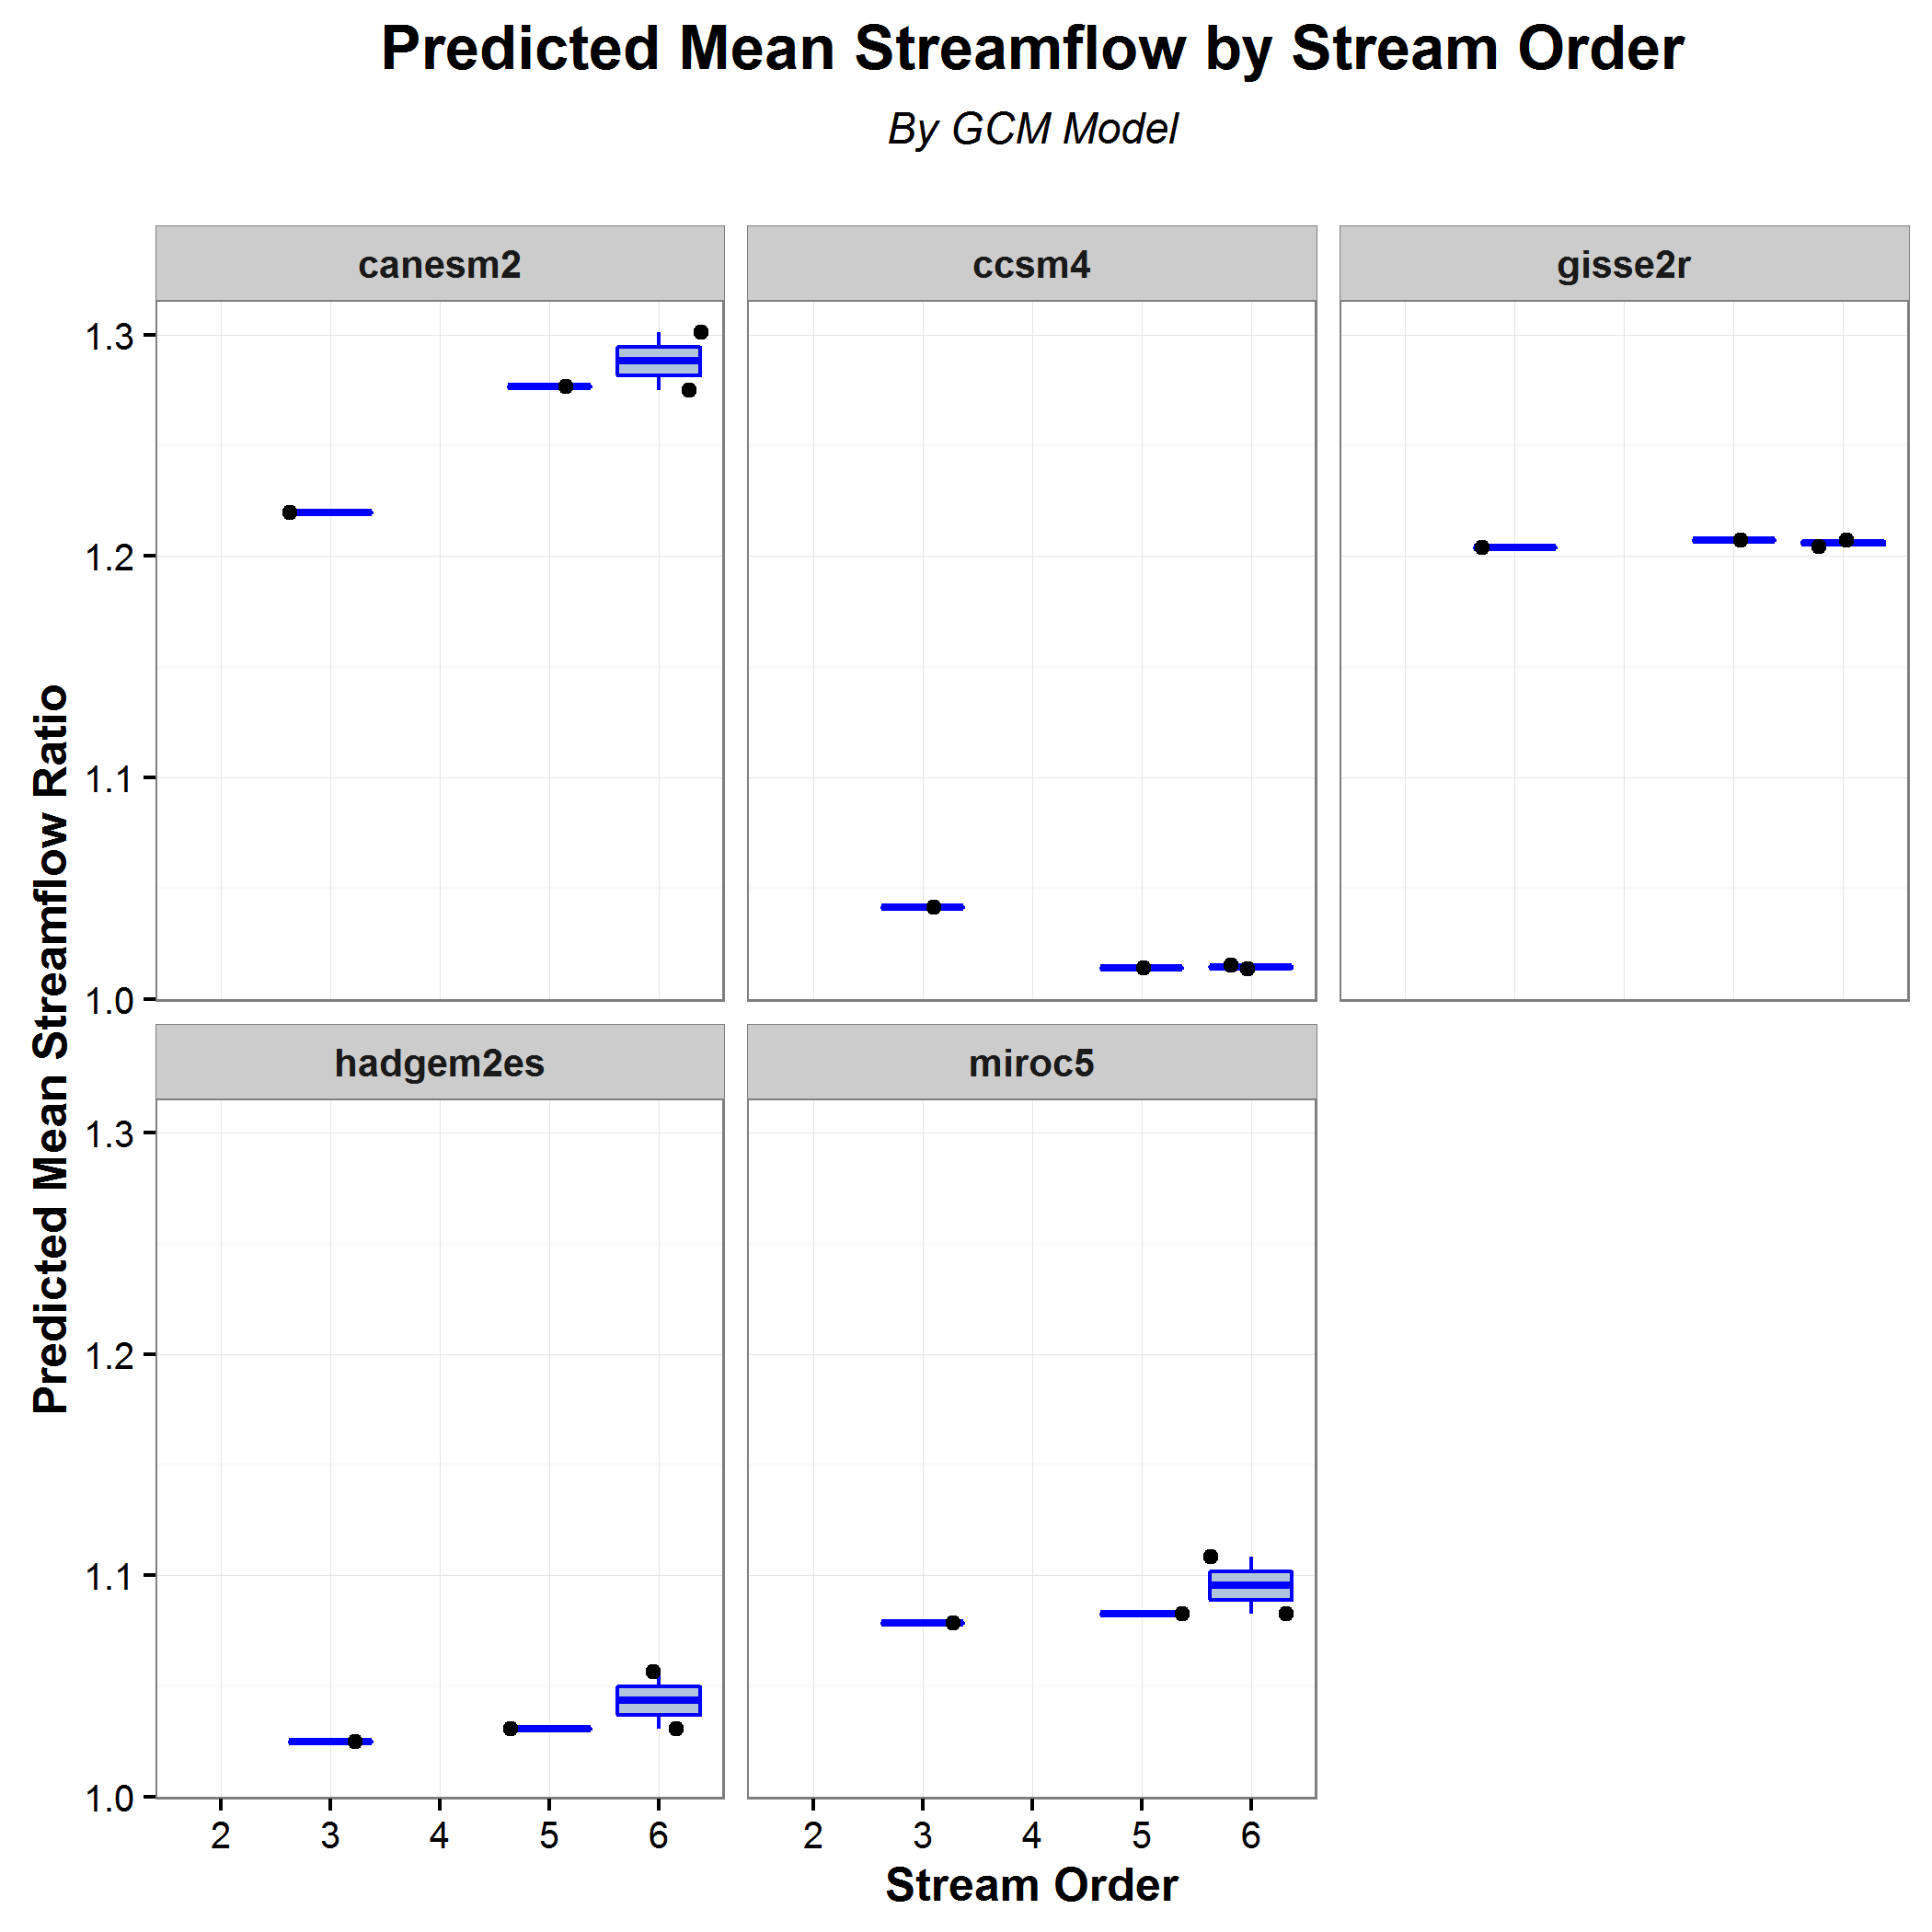 Predicted Mean Streamflow by Stream Order
By GCM Model
canesm2
ccsm4
gisse2r
1.3
1.2
1.1
1.0
Predicted Mean Streamflow Ratio
hadgem2es
miroc5
1.3
1.2
1.1
1.0
2 3 4 5 6
2 3 4 5 6
Stream Order